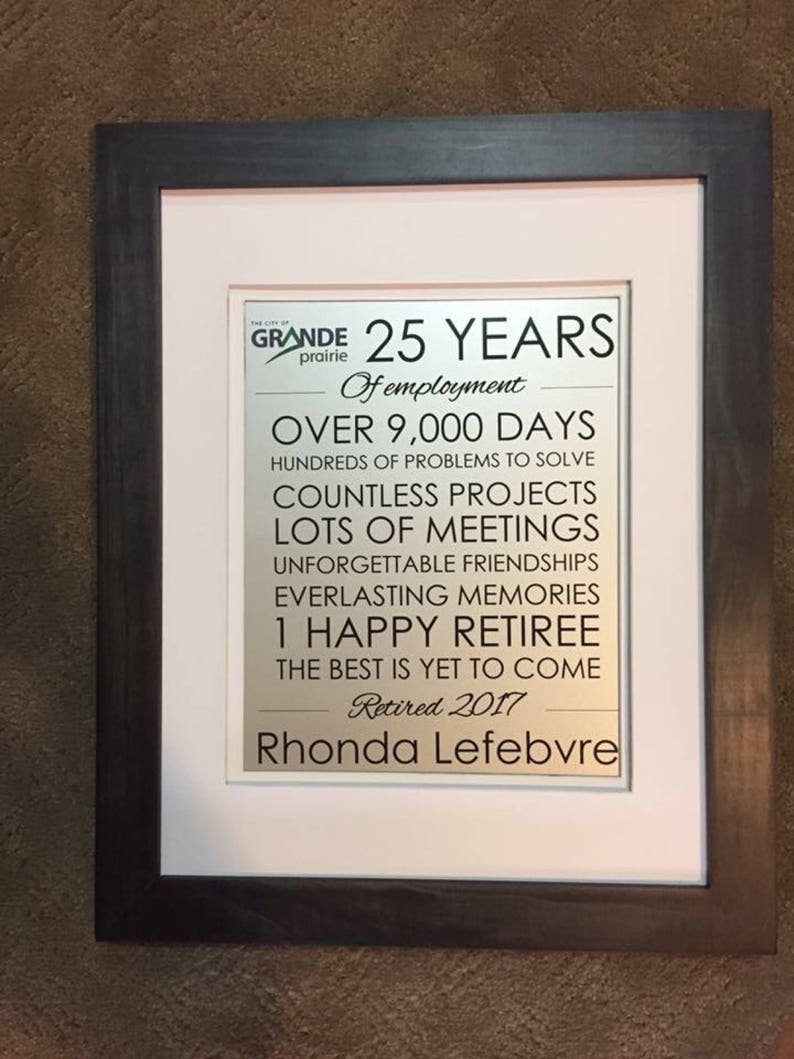 THE CITY OF
GRANDE
prairie
25 YEARS
Of employment
OVER 9,000 DAYS
HUNDREDS OF PROBLEMS TO SOLVE
COUNTLESS PROJECTS
LOTS OF MEETINGS
UNFORGETTABLE FRIENDSHIPS
EVERLASTING MEMORIES
1 HAPPY RETIREE
THE BEST IS YET TO COME
Retired 2017
Rhonda Lefebvre